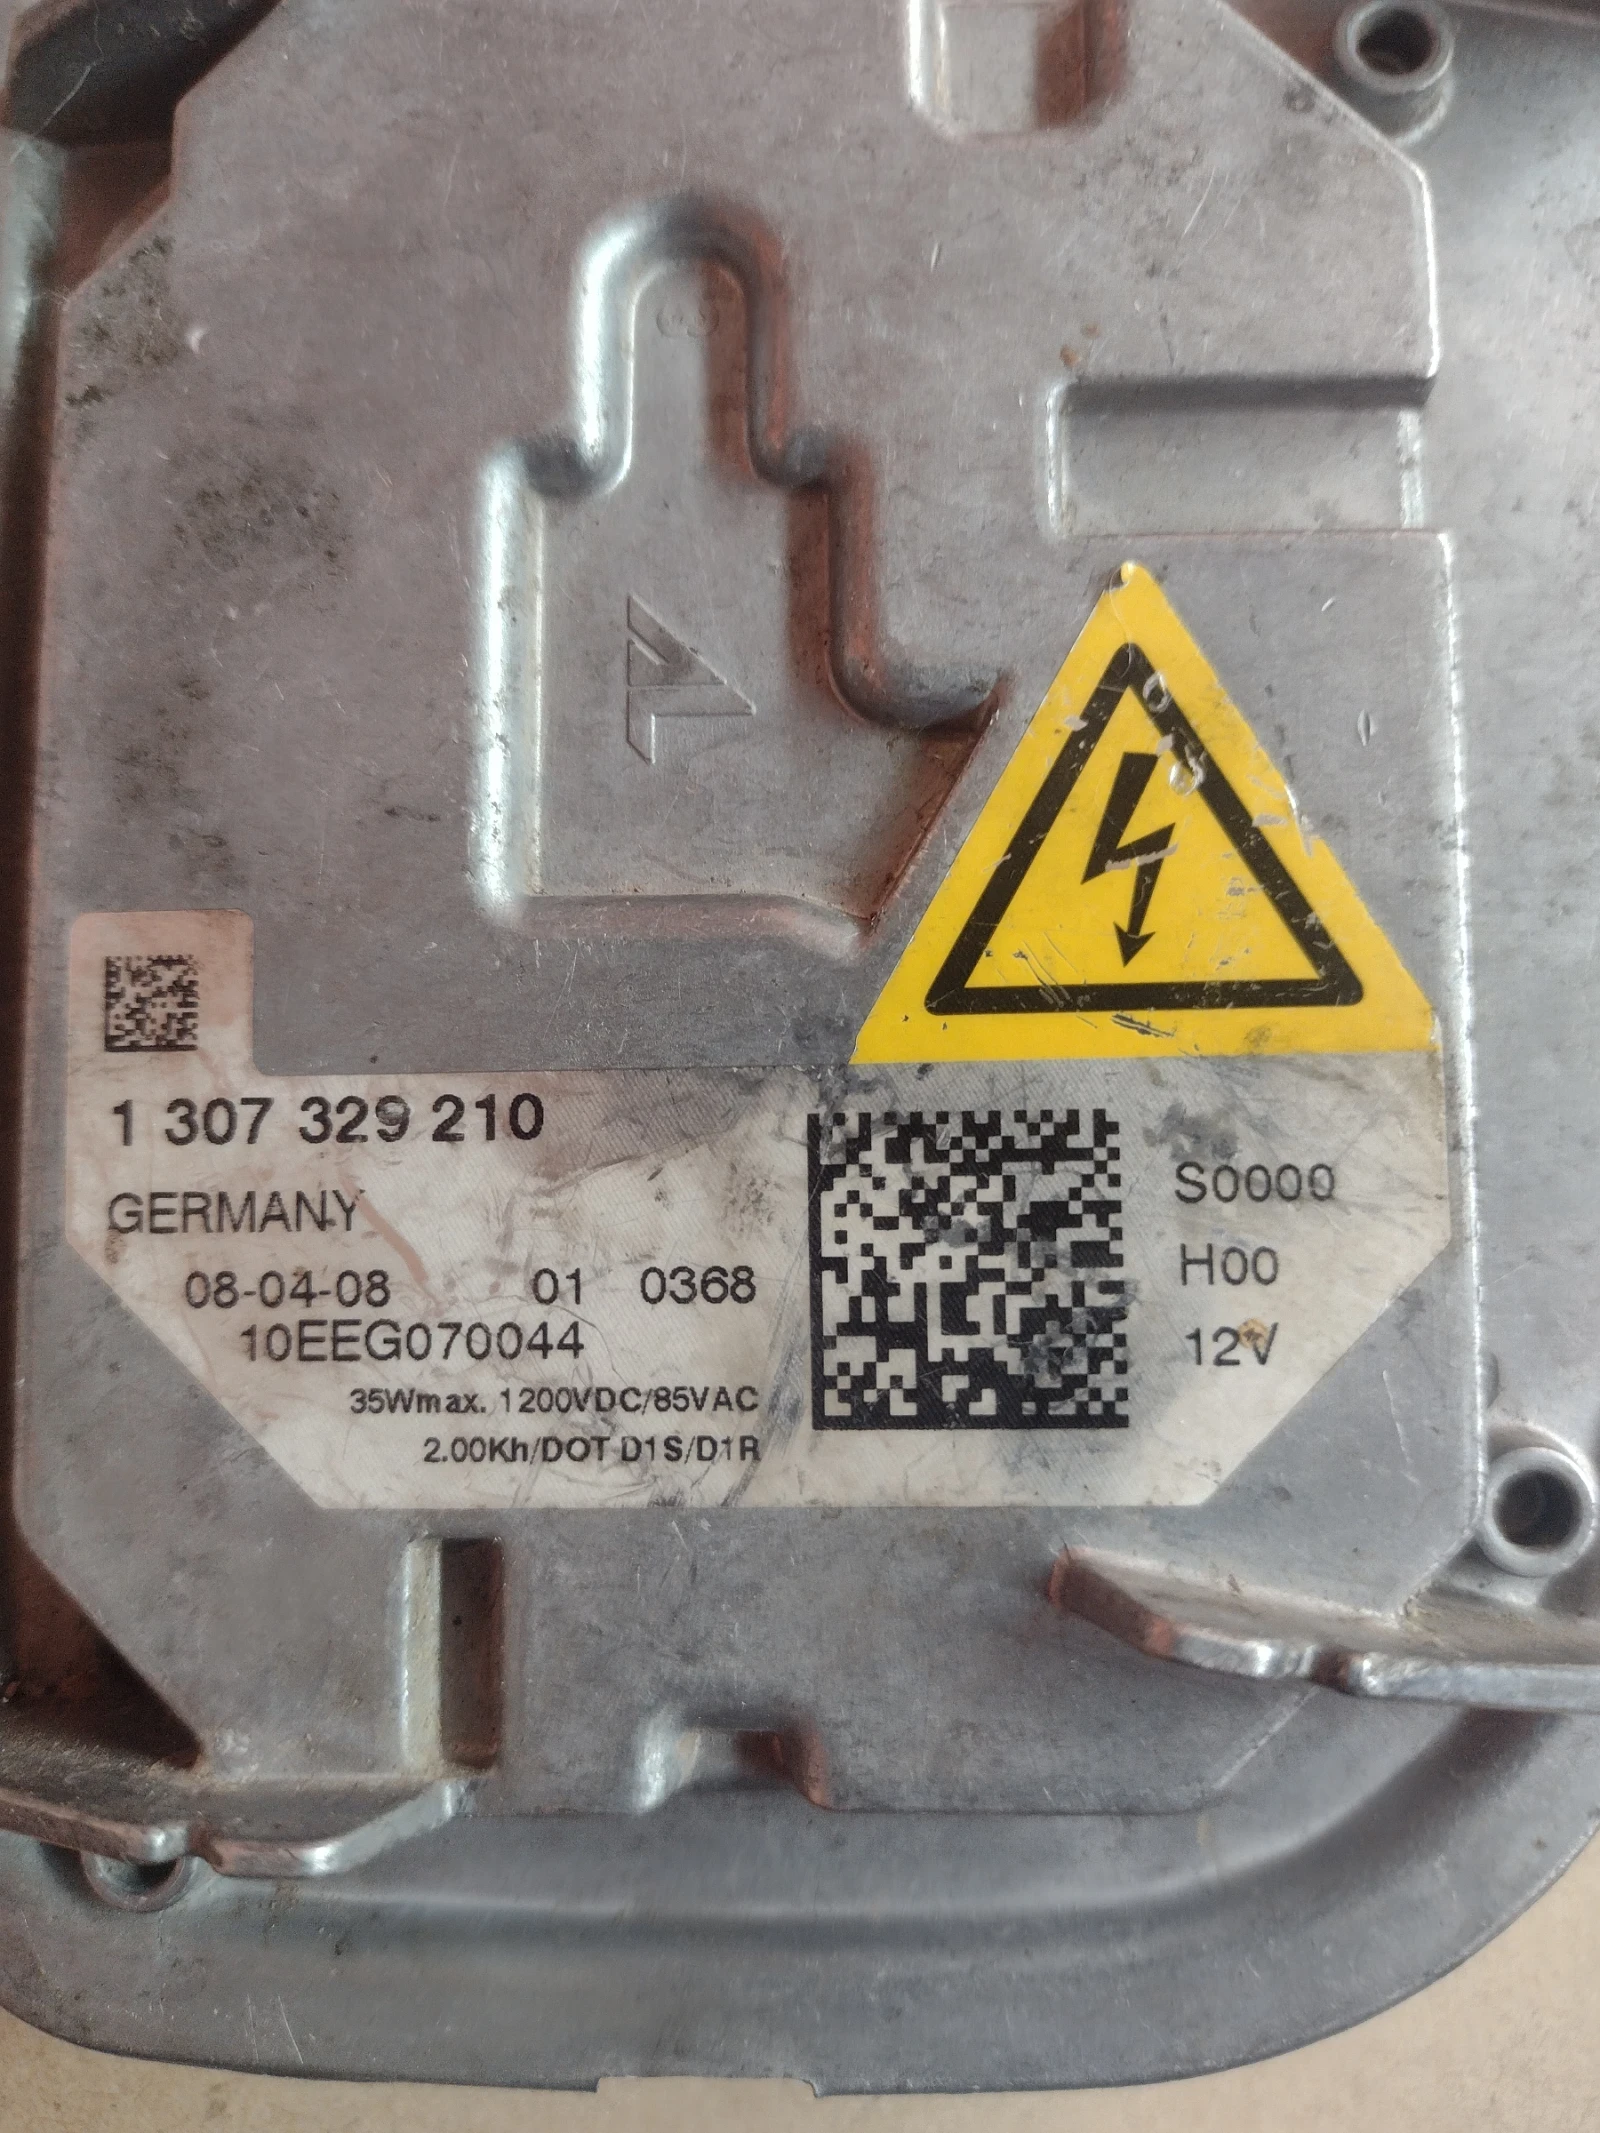 1 307 329 210
GERMANY
08-04-08 01 0368
10EEG070044
35Wmax. 1200VDC/85VAC
2.00Kh/DOT D1S/D1R
S0000
H00
12V